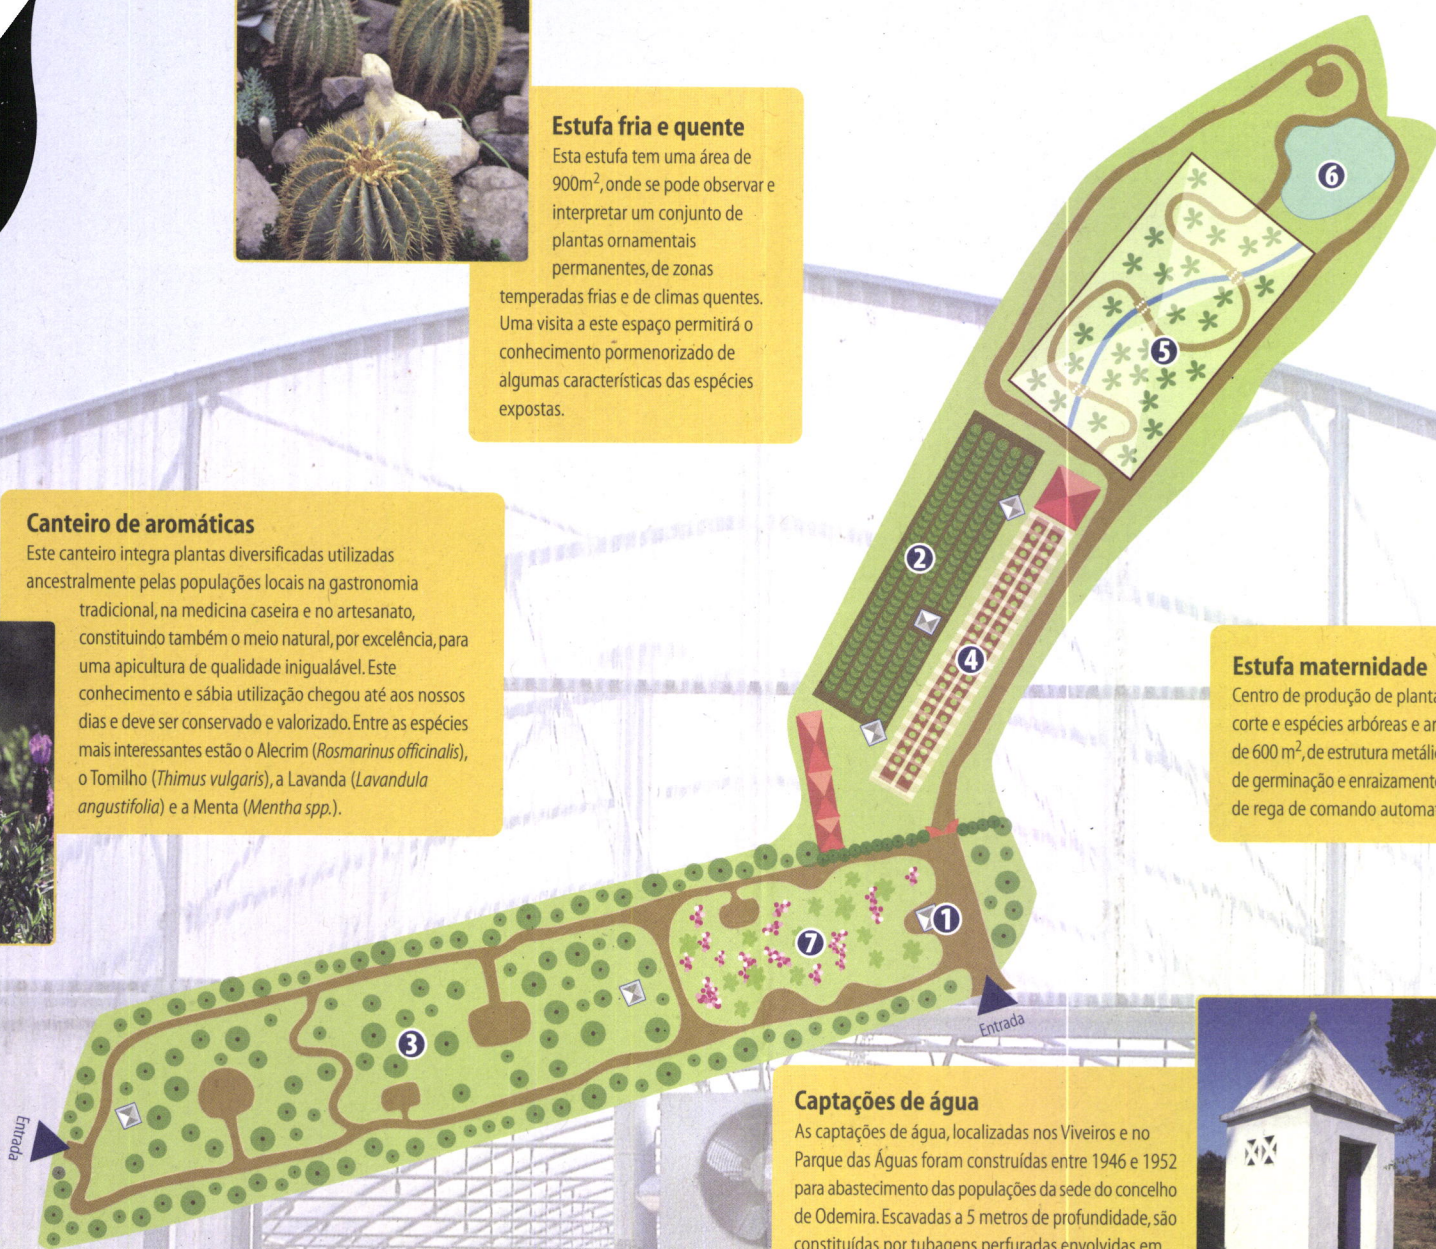 Estufa fria e quente
Esta estufa tem uma área de
900m², onde se pode observar e
interpretar um conjunto de
plantas ornamentais
permanentes, de zonas
temperadas frias e de climas quentes.
Uma visita a este espaço permitirá o
conhecimento pormenorizado de
algumas características das espécies
expostas.
Canteiro de aromáticas
Este canteiro integra plantas diversificadas utilizadas
ancestralmente pelas populações locais na gastronomia
tradicional, na medicina caseira e no artesanato,
constituindo também o meio natural, por excelência, para
uma apicultura de qualidade inigualável. Este
conhecimento e sábia utilização chegou até aos nossos
dias e deve ser conservado e valorizado. Entre as espécies
mais interessantes estão o Alecrim (Rosmarinus officinalis),
o Tomilho (Thimus vulgaris), a Lavanda (Lavandula
angustifolia) e a Menta (Mentha spp.).
6
5
2
4
1
7
3
Entrada
Entrada
Estufa maternidade
Centro de produção de planta
corte e espécies arbóreas e ar
de 600 m², de estrutura metálic
de germinação e enraizament
de rega de comando automa
Captações de água
As captações de água, localizadas nos Viveiros e no
Parque das Águas foram construídas entre 1946 e 1952
para abastecimento das populações da sede do concelho
de Odemira. Escavadas a 5 metros de profundidade, são
constituídas por tubagens perfuradas envolvidas em